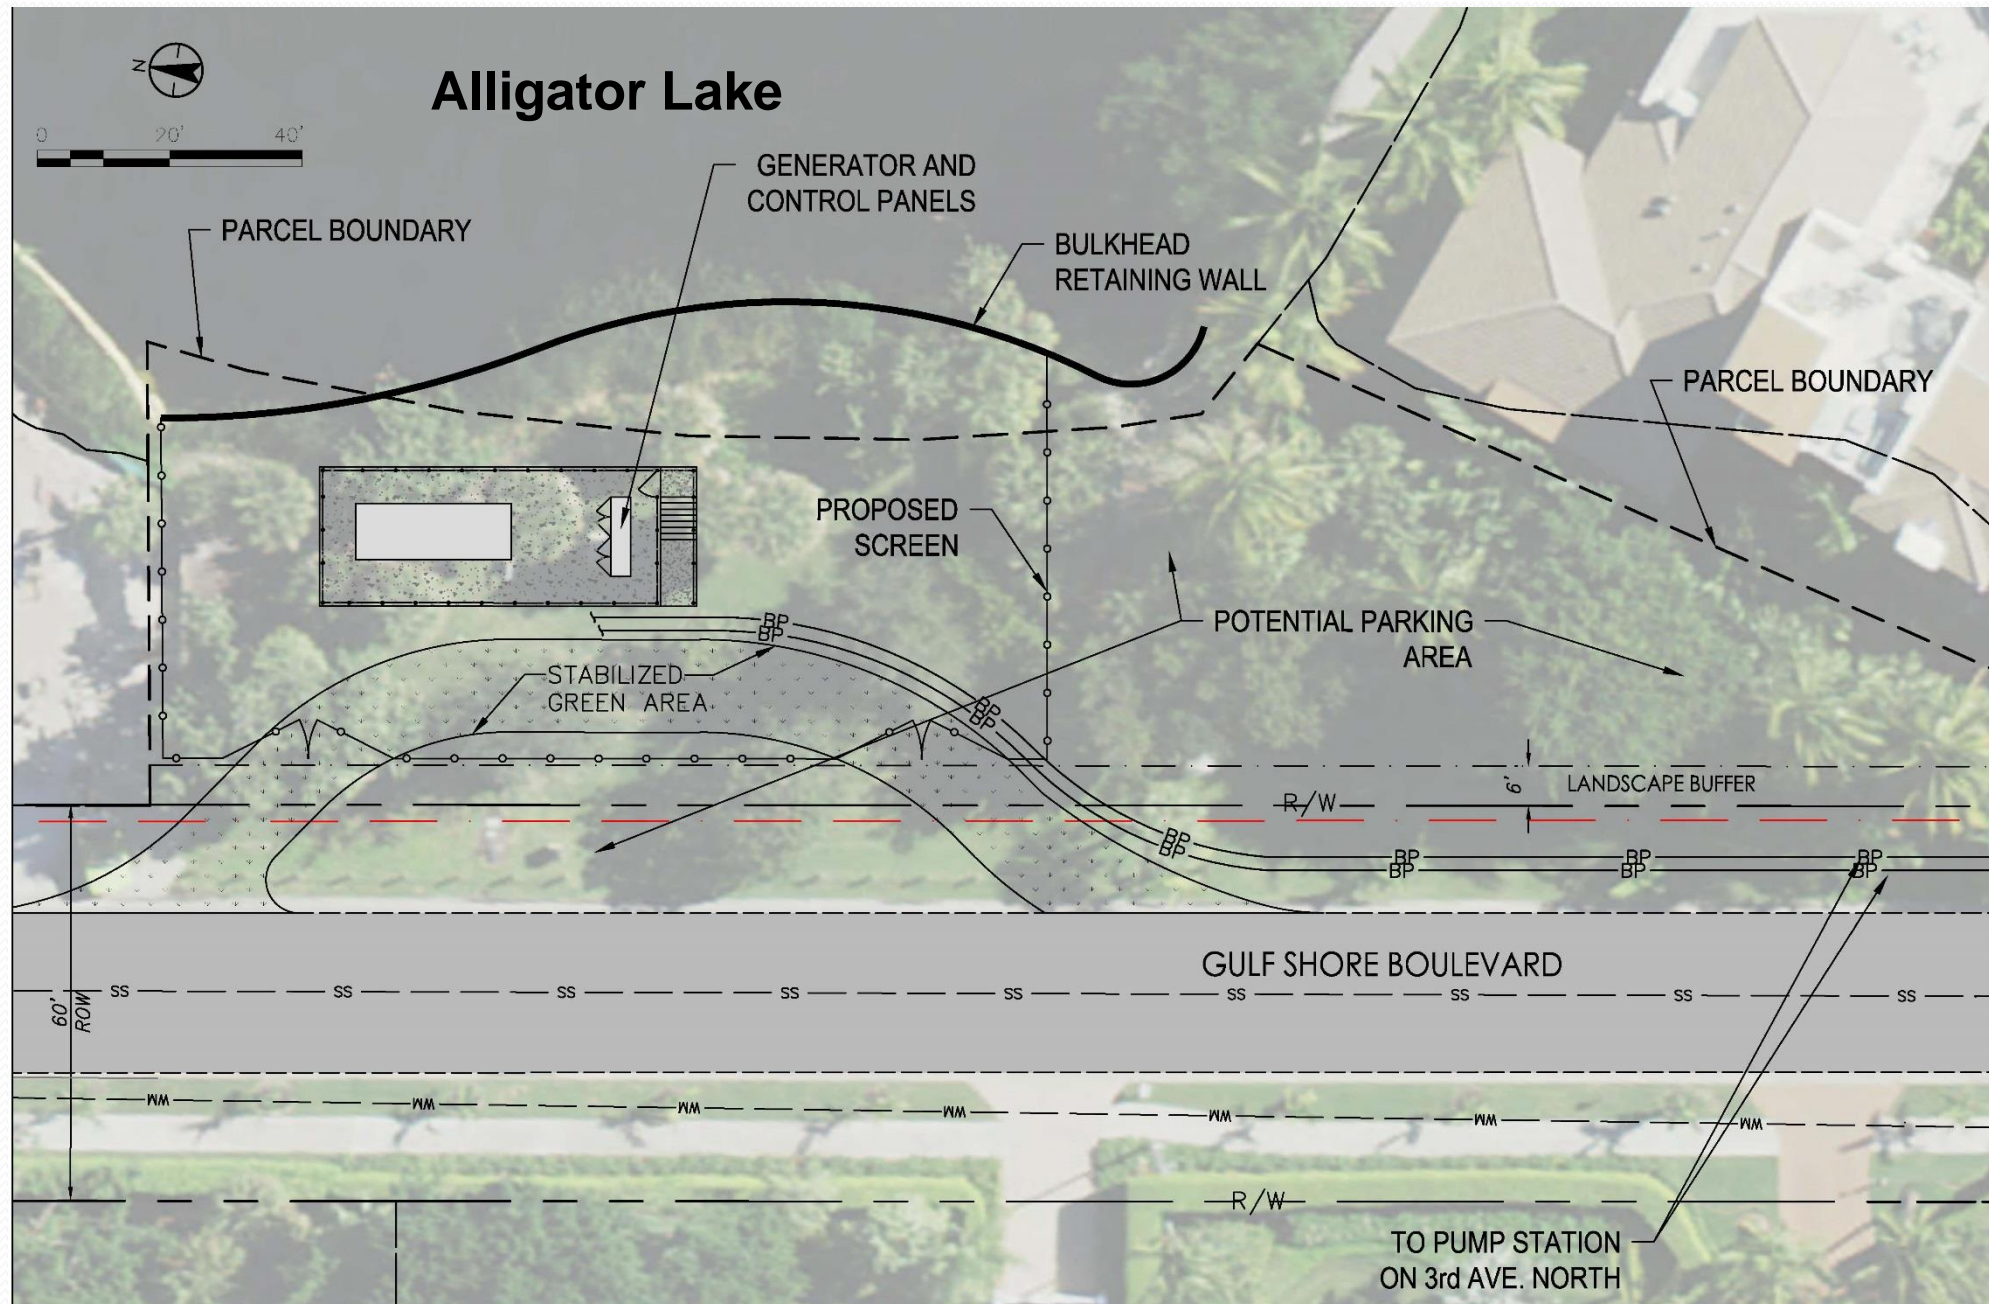 Alligator Lake
N
0 20' 40'
GENERATOR AND
CONTROL PANELS
PARCEL BOUNDARY
BULKHEAD
RETAINING WALL
PARCEL BOUNDARY
PROPOSED
SCREEN
POTENTIAL PARKING
AREA
BP
BP
STABILIZED
GREEN AREA
BP
BP
6'
LANDSCAPE BUFFER
R/W
BP
BP
BP BP BP
BP BP BP
GULF SHORE BOULEVARD
60'
ROW
SS SS SS SS SS SS SS SS SS
WM WM WM WM WM WM WM
R/W
TO PUMP STATION
ON 3rd AVE. NORTH